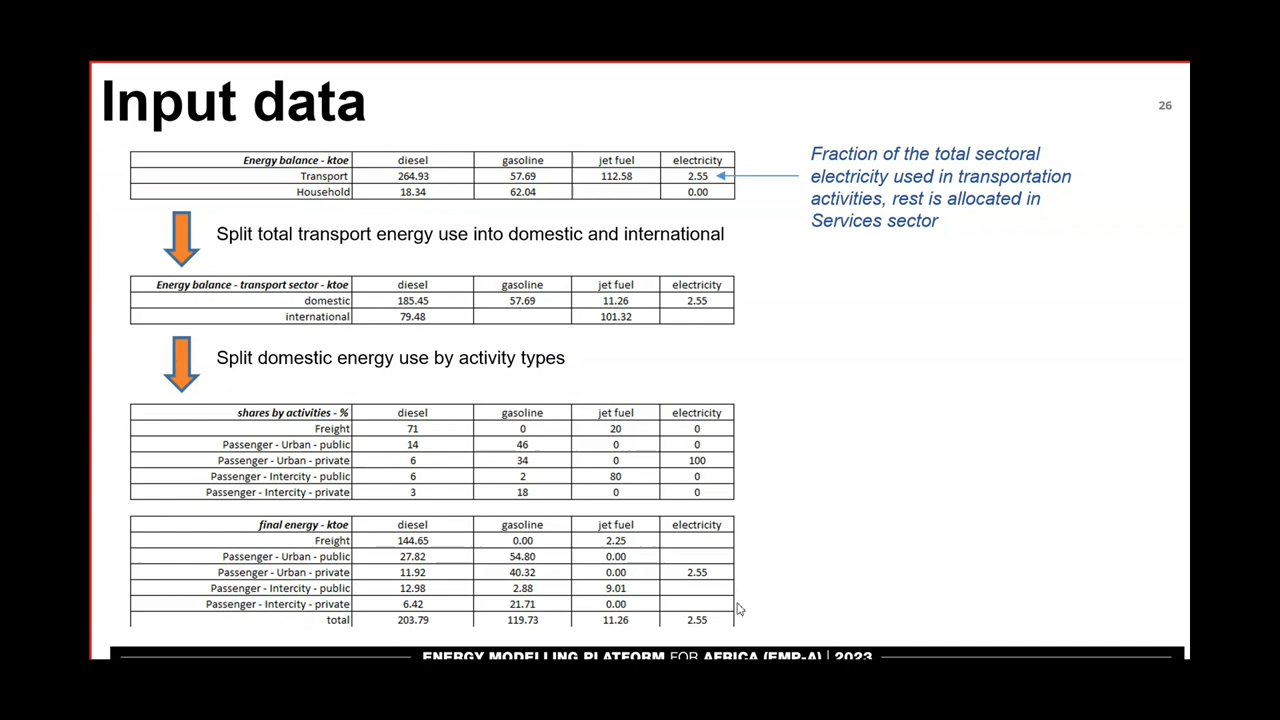 Input data
26
Energy balance - ktoe diesel gasoline jet fuel electricity
Transport 264.93 57.69 112.58 2.55
Household 18.34 62.04 0.00
Fraction of the total sectoral
electricity used in transportation
activities, rest is allocated in
Services sector
Split total transport energy use into domestic and international
Energy balance - transport sector - ktoe diesel gasoline jet fuel electricity
domestic 185.45 57.69 11.26 2.55
international 79.48 101.32
Split domestic energy use by activity types
shares by activities - % diesel gasoline jet fuel electricity
Freight 71 0 20 0
Passenger - Urban - public 14 46 0 0
Passenger - Urban - private 6 34 0 100
Passenger - Intercity - public 6 2 80 0
Passenger - Intercity - private 3 18 0 0
final energy - ktoe diesel gasoline jet fuel electricity
Freight 144.65 0.00 2.25
Passenger - Urban - public 27.82 54.80 0.00
Passenger - Urban - private 11.92 40.32 0.00 2.55
Passenger - Intercity - public 12.98 2.88 9.01
Passenger - Intercity - private 6.42 21.71 0.00
total 203.79 119.73 11.26 2.55
ENERGY MODELLING PLATFORM FOR AFRICA (EMP-A) | 2023